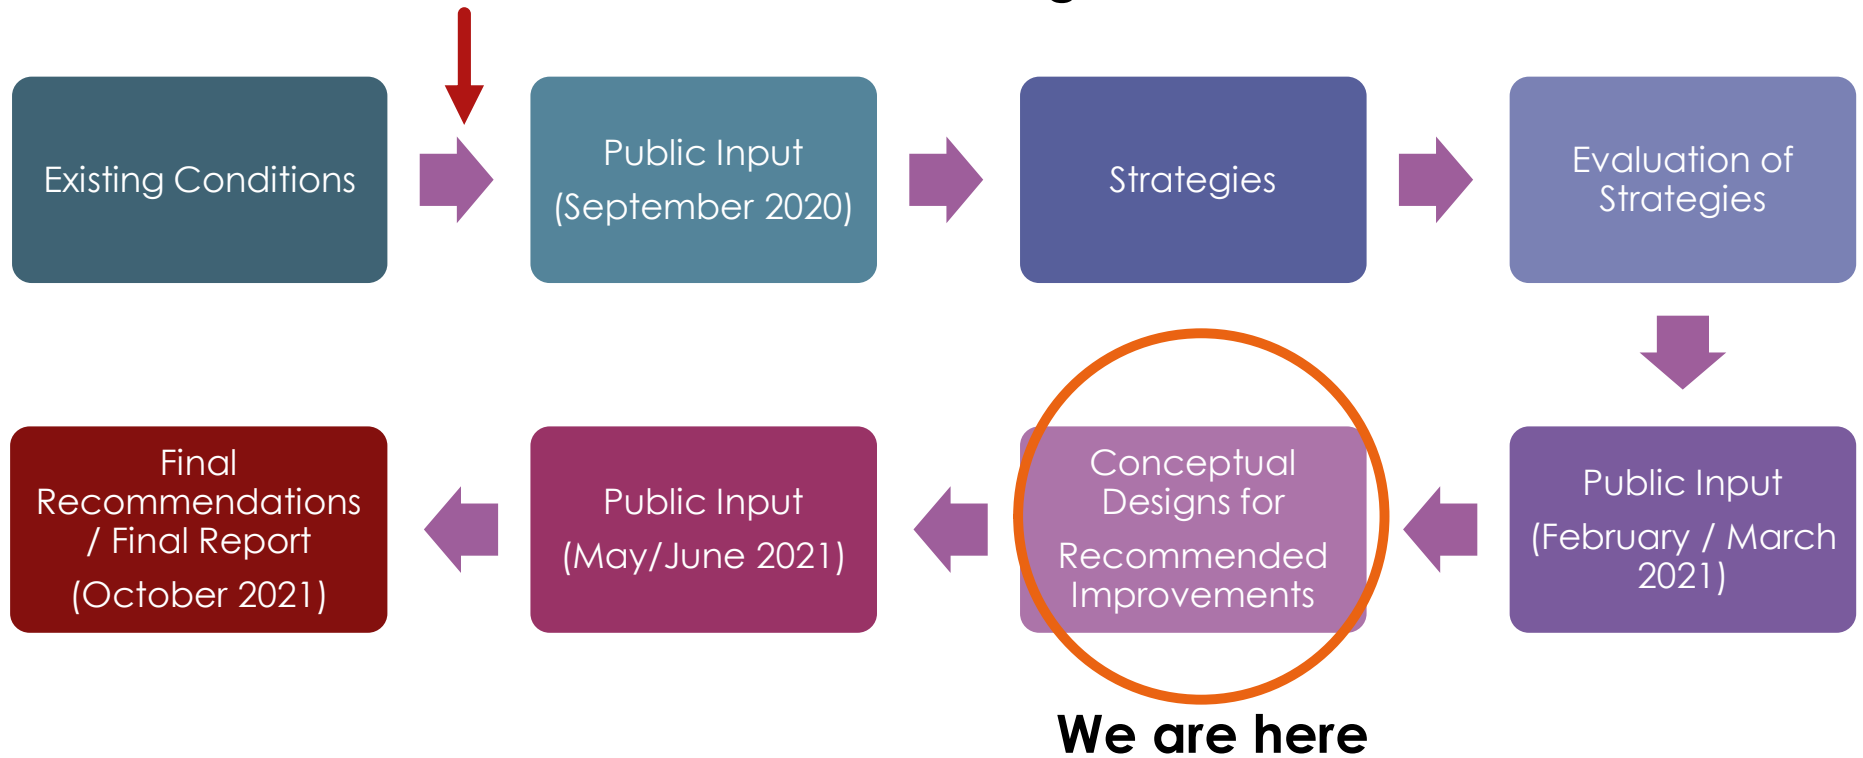 Existing Conditions
Public Input
(September 2020)
Strategies
Evaluation of
Strategies
Public Input
(February / March
2021)
Conceptual
Designs for
Recommended
Improvements
Public Input
(May/June 2021)
Final
Recommendations
/ Final Report
(October 2021)
We are here